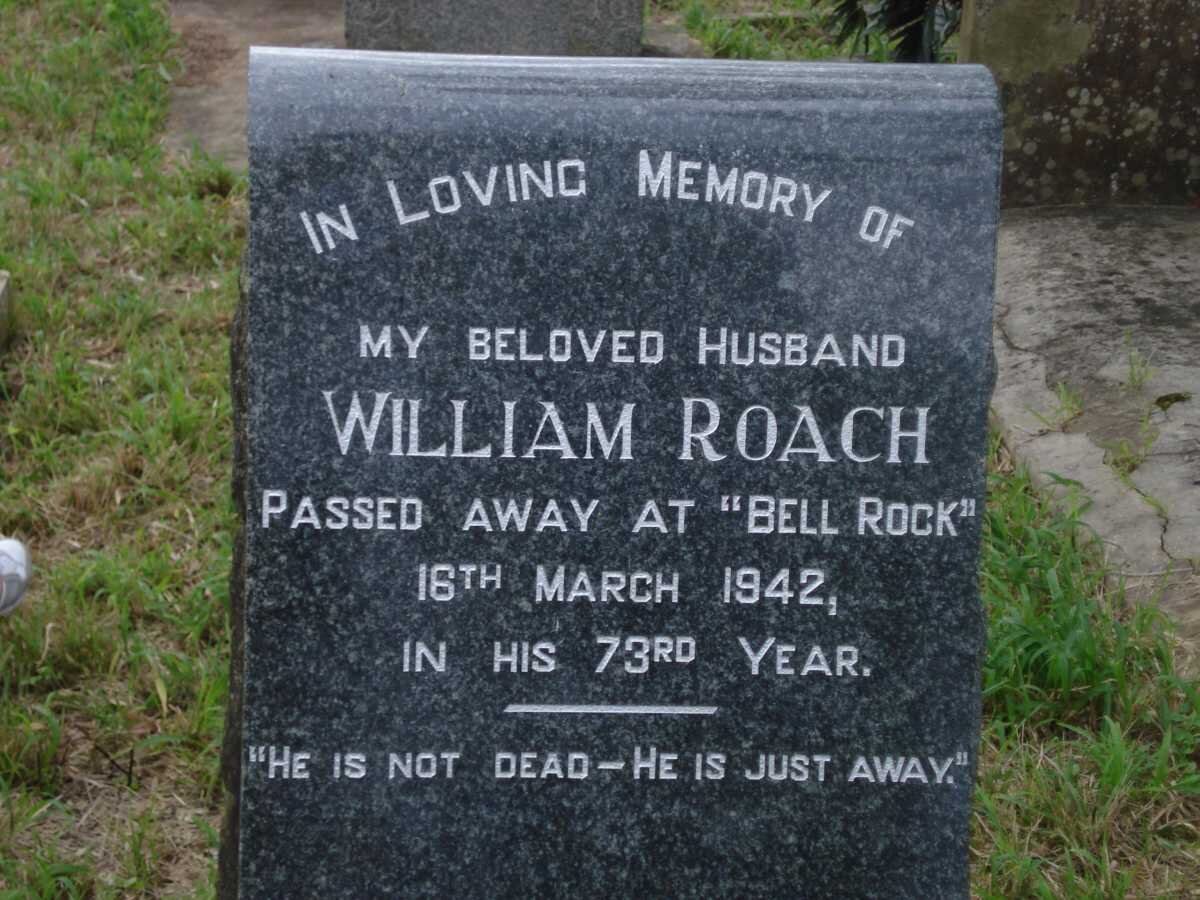 In Loving Memory of
my beloved Husband
William Roach
Passed away at "Bell Rock"
16th March 1942,
in his 73rd Year.
"He is not dead – He is just away."